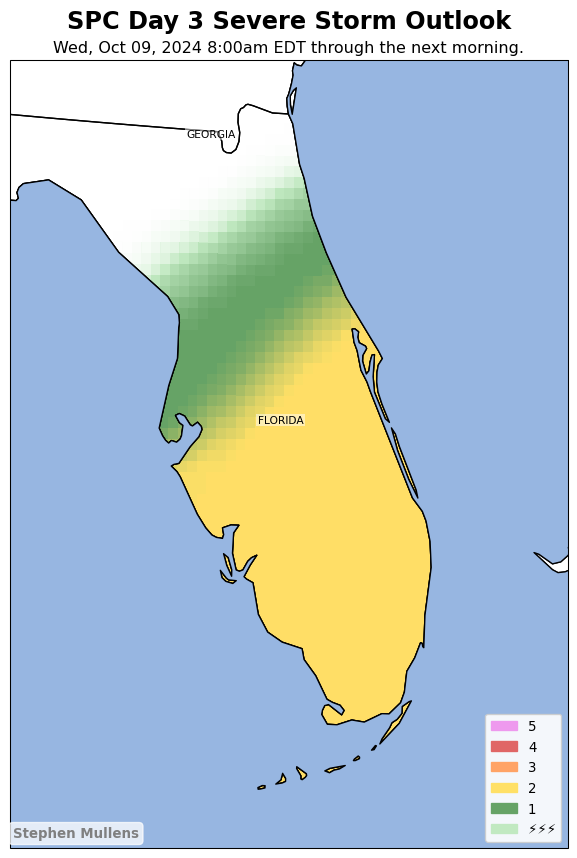 SPC Day 3 Severe Storm Outlook
Wed, Oct 09, 2024 8:00am EDT through the next morning.
GEORGIA
FLORIDA
5
4
3
2
1
⚡⚡⚡
Stephen Mullens